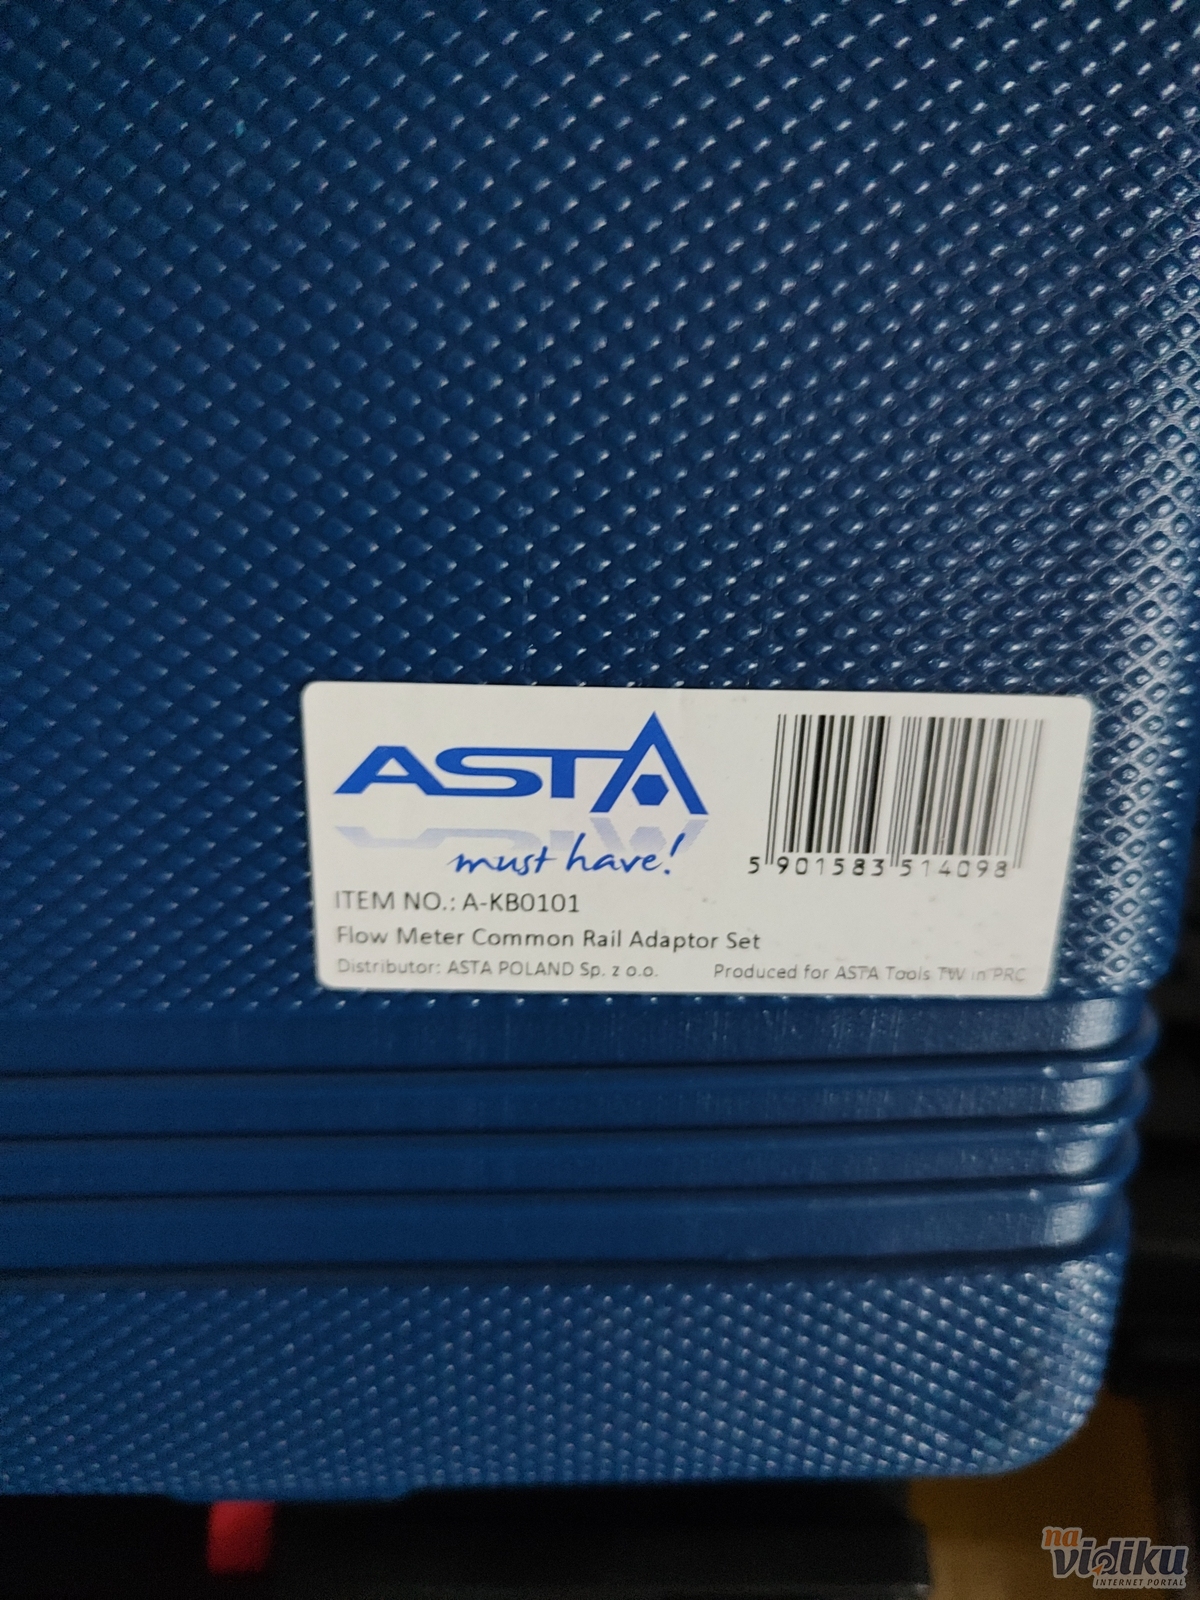 ASTA
must have!
5 901583 514098
ITEM NO.: A-KB0101
Flow Meter Common Rail Adaptor Set
Distributor: ASTA POLAND Sp. z o.o. Produced for ASTA Tools TW in PRC
na
vidiku
INTERNET PORTAL